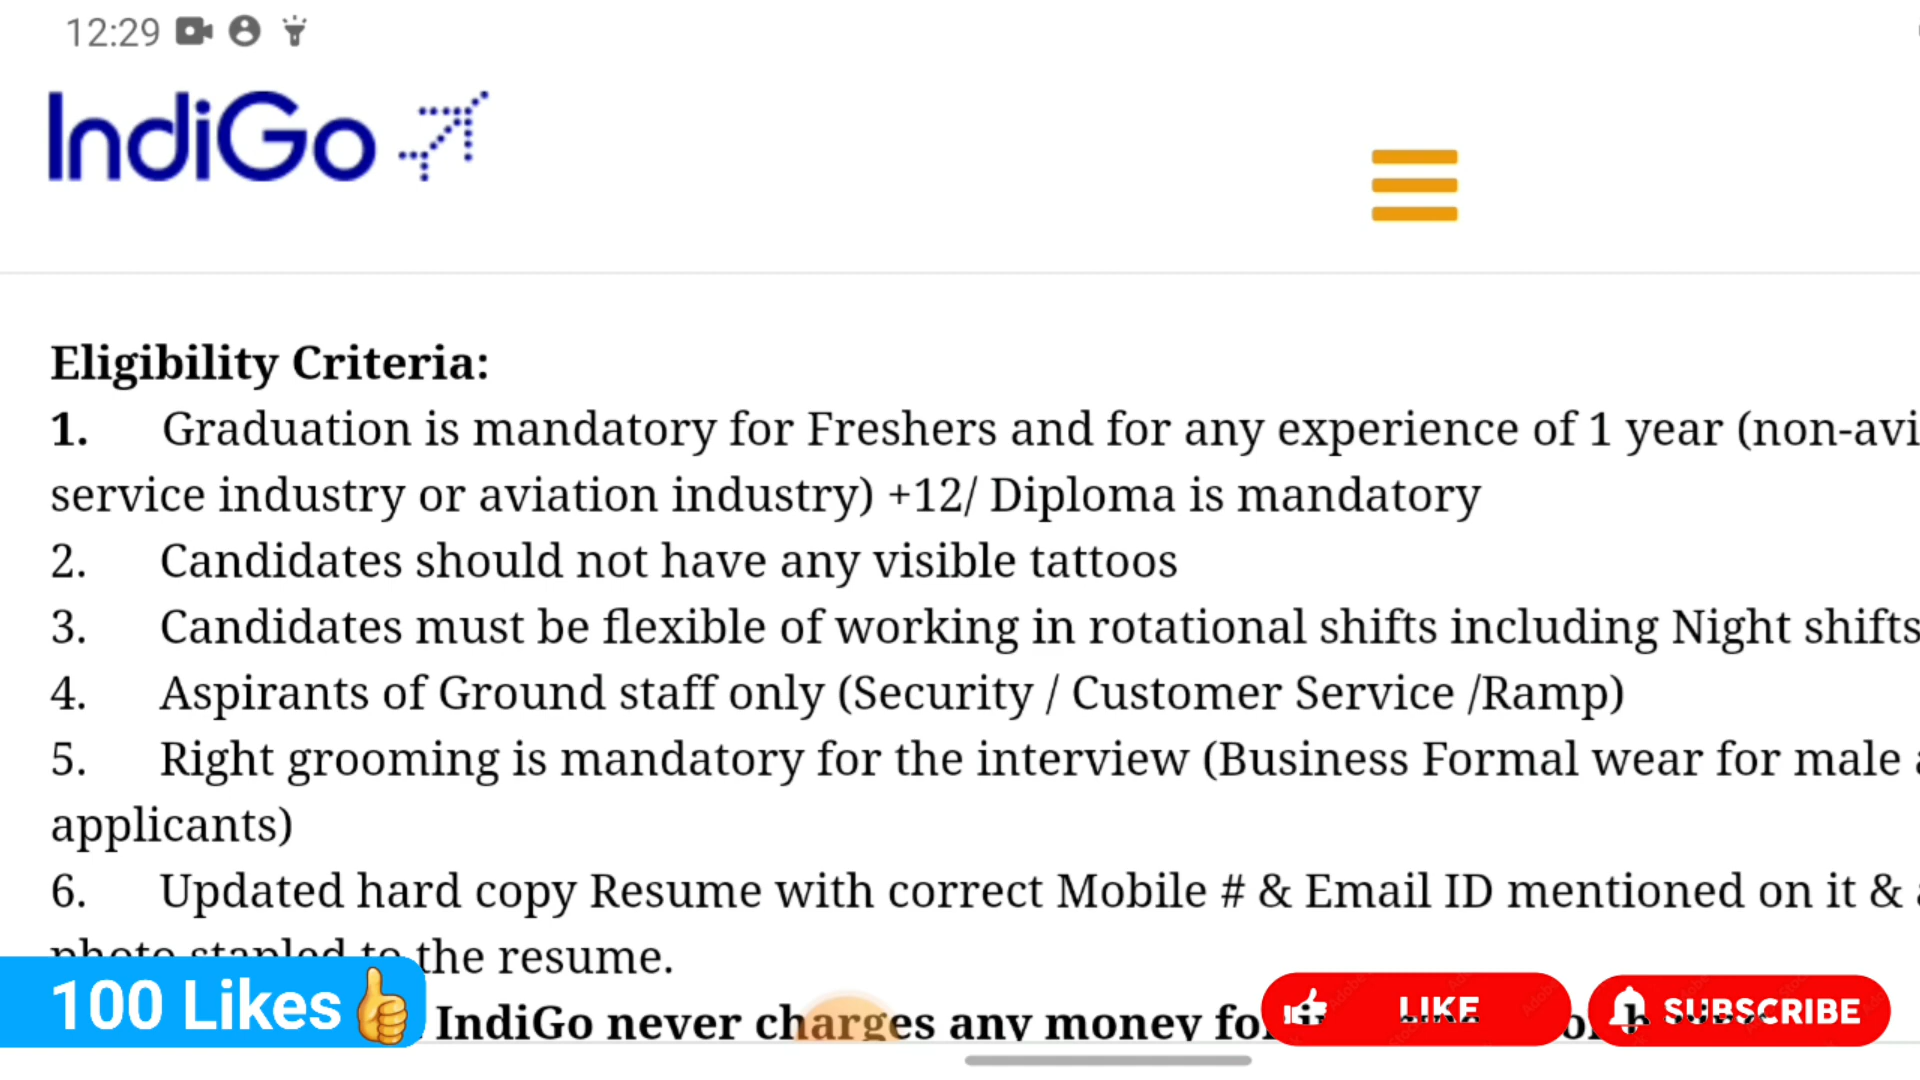 12:29
IndiGo
Eligibility Criteria:
1. Graduation is mandatory for Freshers and for any experience of 1 year (non-avi
service industry or aviation industry) +12/ Diploma is mandatory
2. Candidates should not have any visible tattoos
3. Candidates must be flexible of working in rotational shifts including Night shifts
4. Aspirants of Ground staff only (Security / Customer Service /Ramp)
5. Right grooming is mandatory for the interview (Business Formal wear for male
applicants)
6. Updated hard copy Resume with correct Mobile # & Email ID mentioned on it &
photo stapled to the resume.
IndiGo never charges any money
100 Likes
LIKE
SUBSCRIBE